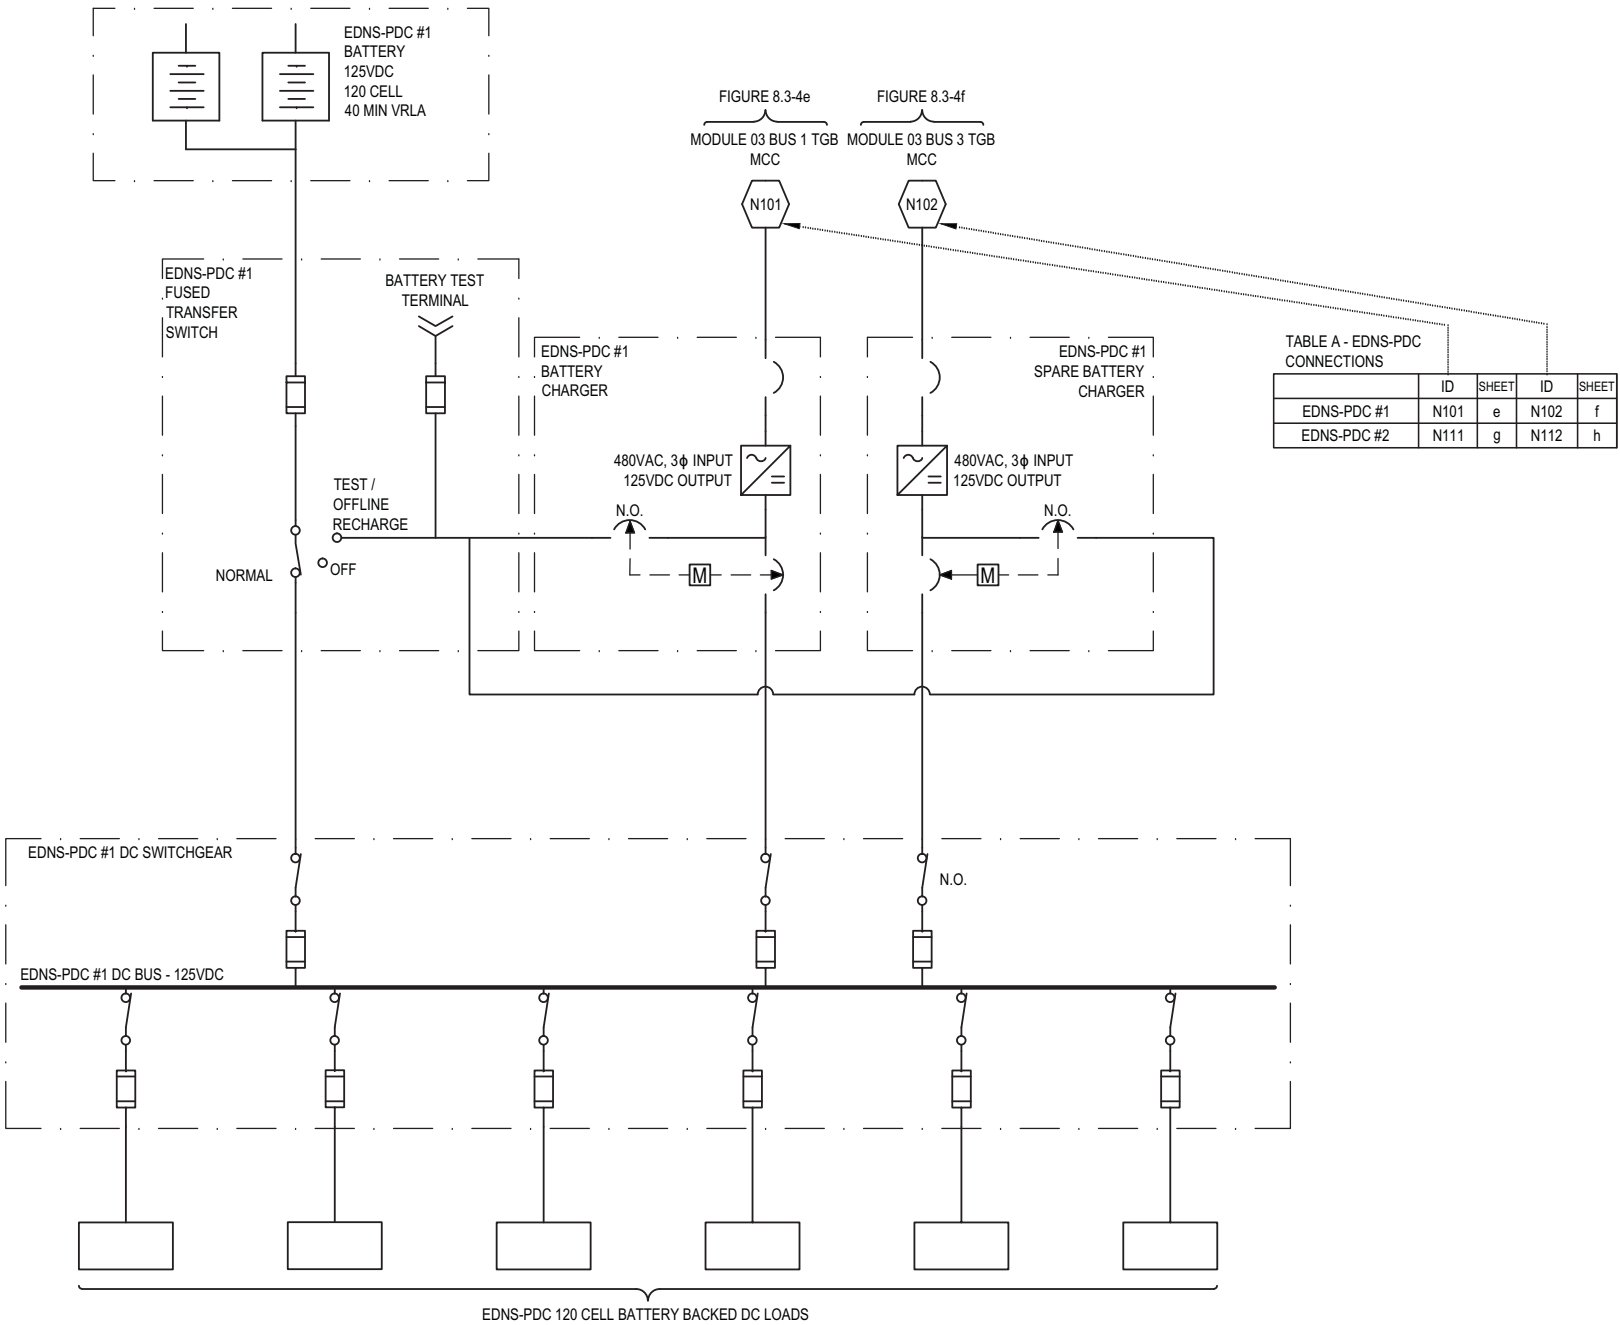 EDNS-PDC #1
BATTERY
125VDC
120 CELL
40 MIN VRLA
FIGURE 8.3-4e
MODULE 03 BUS 1 TGB
MCC
N101
FIGURE 8.3-4f
MODULE 03 BUS 3 TGB
MCC
N102
EDNS-PDC #1
FUSED
TRANSFER
SWITCH
BATTERY TEST
TERMINAL
TEST /
OFFLINE
RECHARGE
NORMAL
OFF
EDNS-PDC #1
BATTERY
CHARGER
480VAC, 3ϕ INPUT
125VDC OUTPUT
N.O.
M
EDNS-PDC #1
SPARE BATTERY
CHARGER
480VAC, 3ϕ INPUT
125VDC OUTPUT
N.O.
M
TABLE A - EDNS-PDC
CONNECTIONS
ID SHEET ID SHEET
EDNS-PDC #1 N101 e N102 f
EDNS-PDC #2 N111 g N112 h
EDNS-PDC #1 DC SWITCHGEAR
N.O.
EDNS-PDC #1 DC BUS - 125VDC
EDNS-PDC 120 CELL BATTERY BACKED DC LOADS